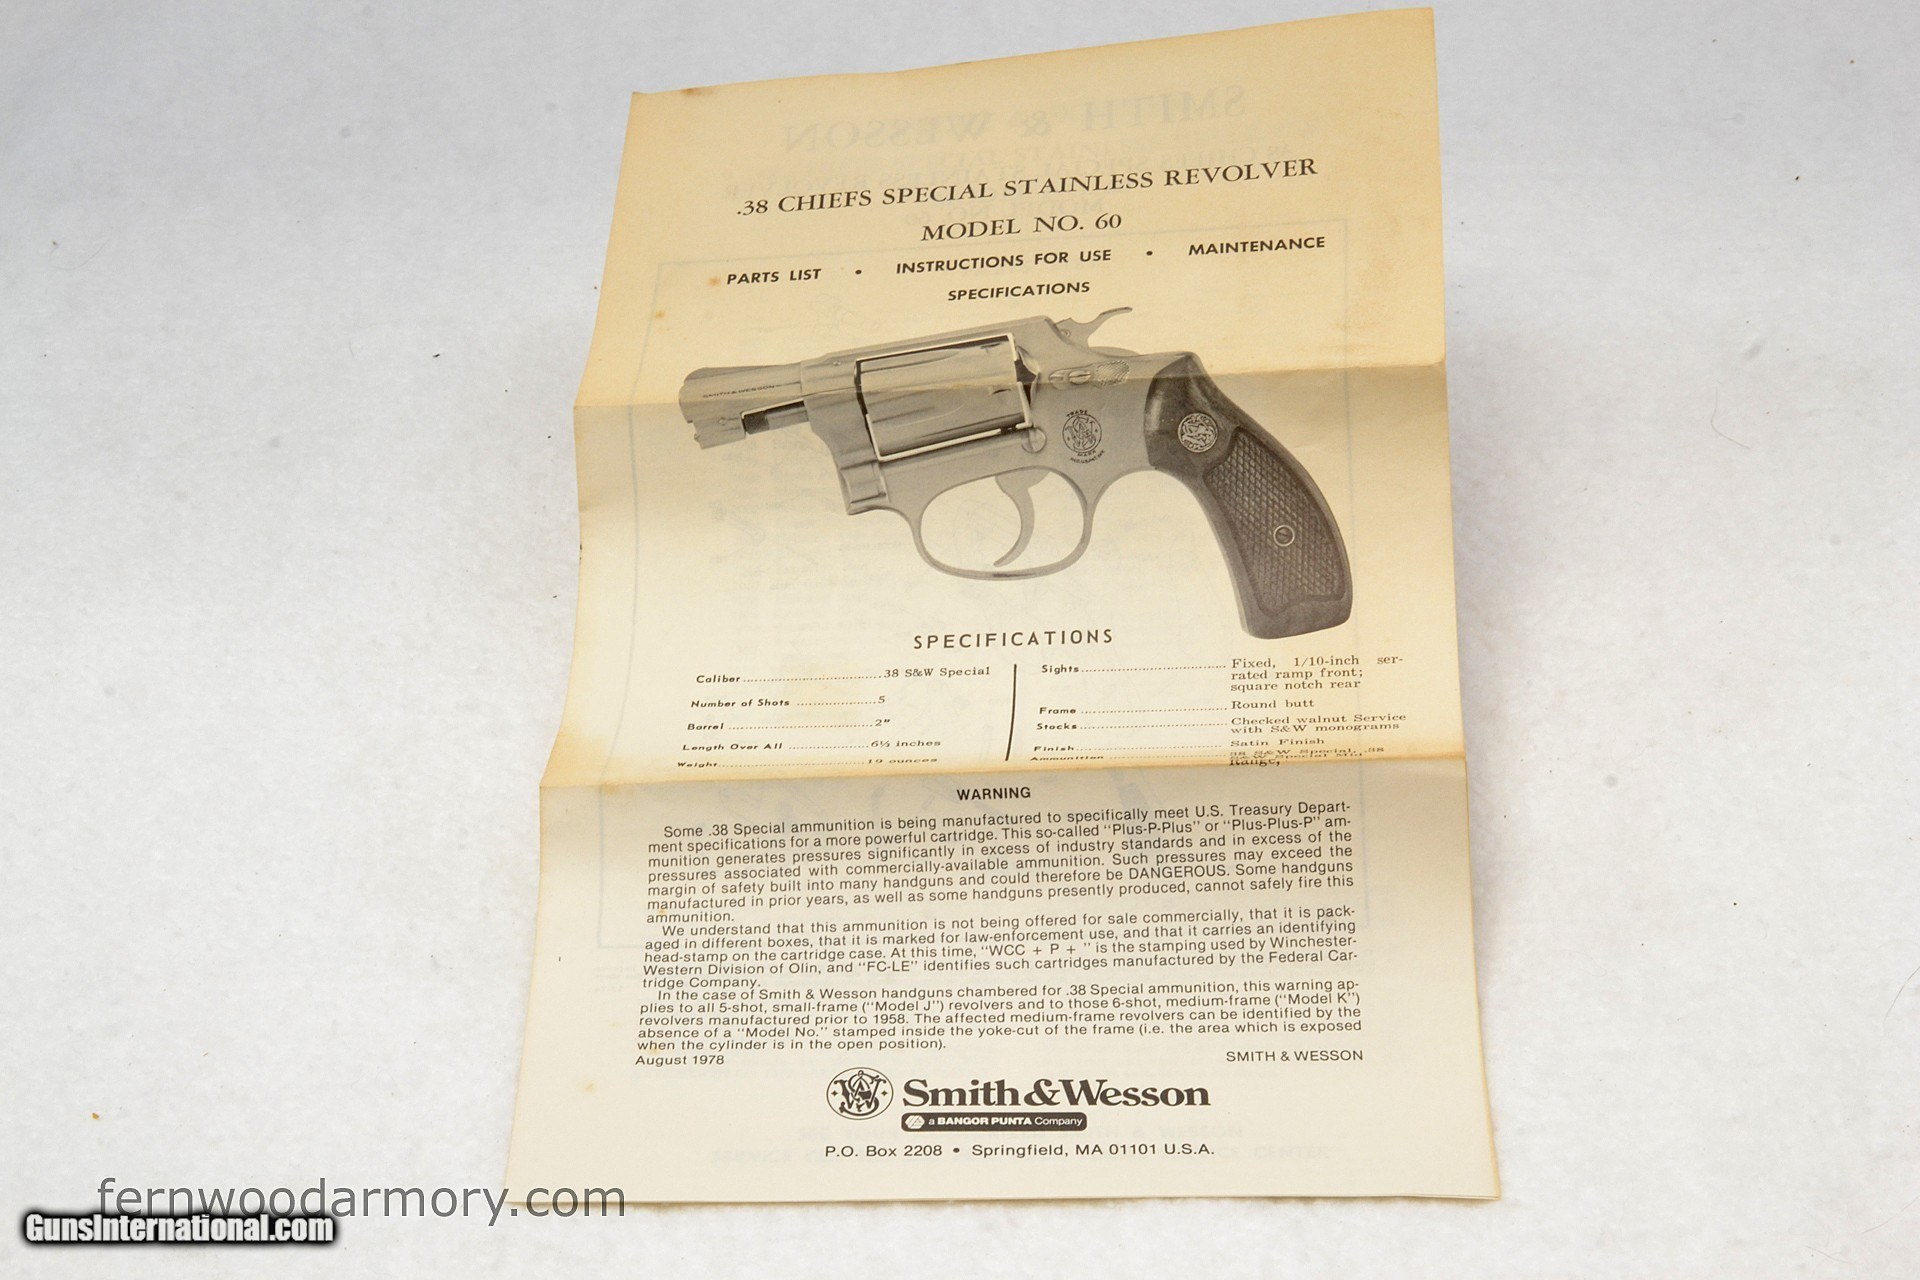 .38 CHIEFS SPECIAL STAINLESS REVOLVER
MODEL NO. 60
PARTS LIST • INSTRUCTIONS FOR USE • MAINTENANCE
SPECIFICATIONS
SMITH & WESSON
TRADE
MARK
SPECIFICATIONS
Caliber .38 S&W Special
Number of Shots 5
Barrel 2"
Length Over All 6½ inches
Weight 19 ounces
Sights Fixed, 1/10-inch ser-
rated ramp front;
square notch rear
Frame Round butt
Stocks Checked walnut Service
with S&W monograms
Finish Satin Finish
Ammunition .38 S&W Special, .38
S&W Special Mid
Range,
WARNING
Some .38 Special ammunition is being manufactured to specifically meet U.S. Treasury Depart-
ment specifications for a more powerful cartridge. This so-called "Plus-P-Plus" or "Plus-Plus-P" am-
munition generates pressures significantly in excess of industry standards and in excess of the
pressures associated with commercially-available ammunition. Such pressures may exceed the
margin of safety built into many handguns and could therefore be DANGEROUS. Some handguns
manufactured in prior years, as well as some handguns presently produced, cannot safely fire this
ammunition.
We understand that this ammunition is not being offered for sale commercially, that it is pack-
aged in different boxes, that it is marked for law-enforcement use, and that it carries an identifying
head-stamp on the cartridge case. At this time, "WCC + P + " is the stamping used by Winchester-
Western Division of Olin, and "FC-LE" identifies such cartridges manufactured by the Federal Car-
tridge Company.
In the case of Smith & Wesson handguns chambered for .38 Special ammunition, this warning ap-
plies to all 5-shot, small-frame ("Model J") revolvers and to those 6-shot, medium-frame ("Model K")
revolvers manufactured prior to 1958. The affected medium-frame revolvers can be identified by the
absence of a "Model No." stamped inside the yoke-cut of the frame (i.e. the area which is exposed
when the cylinder is in the open position).
August 1978 SMITH & WESSON
Smith & Wesson
a BANGOR PUNTA Company
P.O. Box 2208 • Springfield, MA 01101 U.S.A.
fernwoodarmory.com
GunsInternational.com